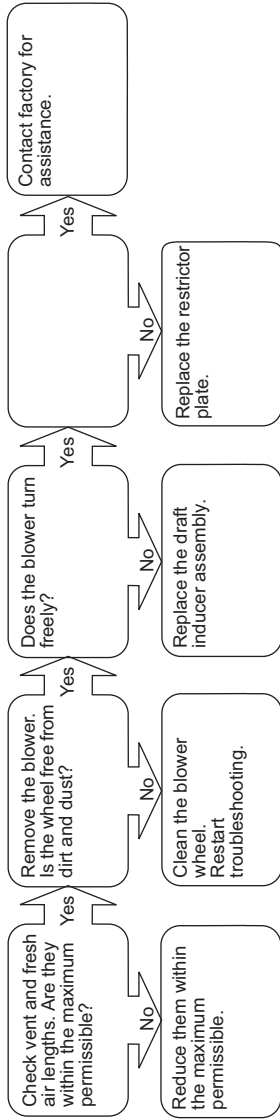 Check vent and fresh
air lengths. Are they
within the maximum
permissible?
Yes
No
Reduce them within
the maximum
permissible.
Remove the blower.
Is the wheel free from
dirt and dust?
Yes
No
Clean the blower
wheel.
Restart
troubleshooting.
Does the blower turn
freely?
Yes
No
Replace the draft
inducer assembly.
Yes
No
Replace the restrictor
plate.
Contact factory for
assistance.